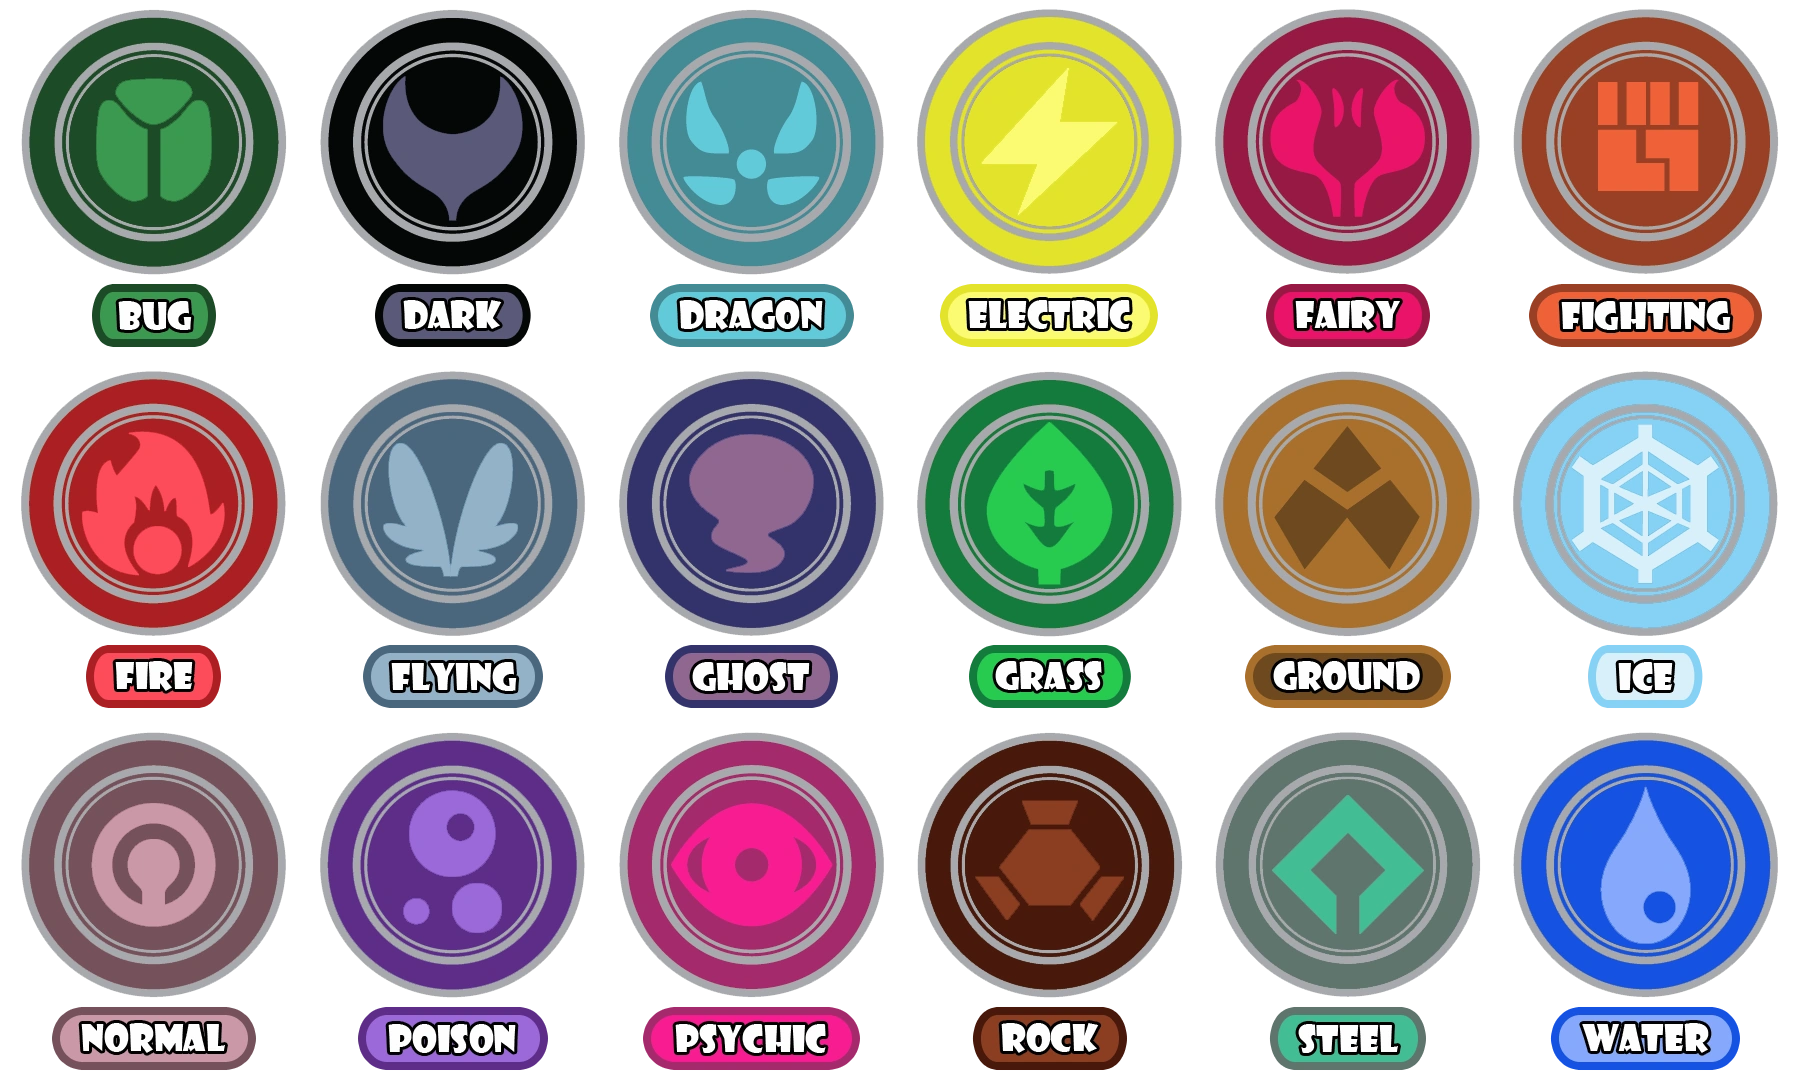 BUG
DARK
DRAGON
ELECTRIC
FAIRY
FIGHTING
FIRE
FLYING
GHOST
GRASS
GROUND
ICE
NORMAL
POISON
PSYCHIC
ROCK
STEEL
WATER